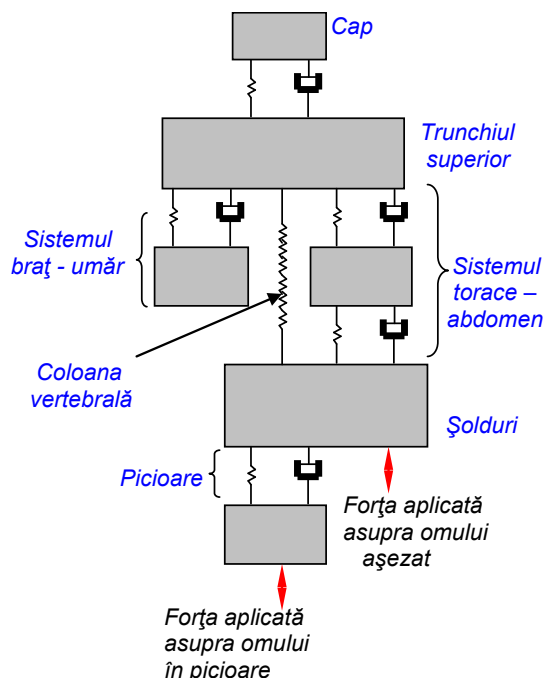 Cap
Trunchiul
superior
Sistemul
braţ - umăr
Sistemul
torace –
abdomen
Coloana
vertebrală
Şolduri
Picioare
Forţa aplicată
asupra omului
aşezat
Forţa aplicată
asupra omului
în picioare